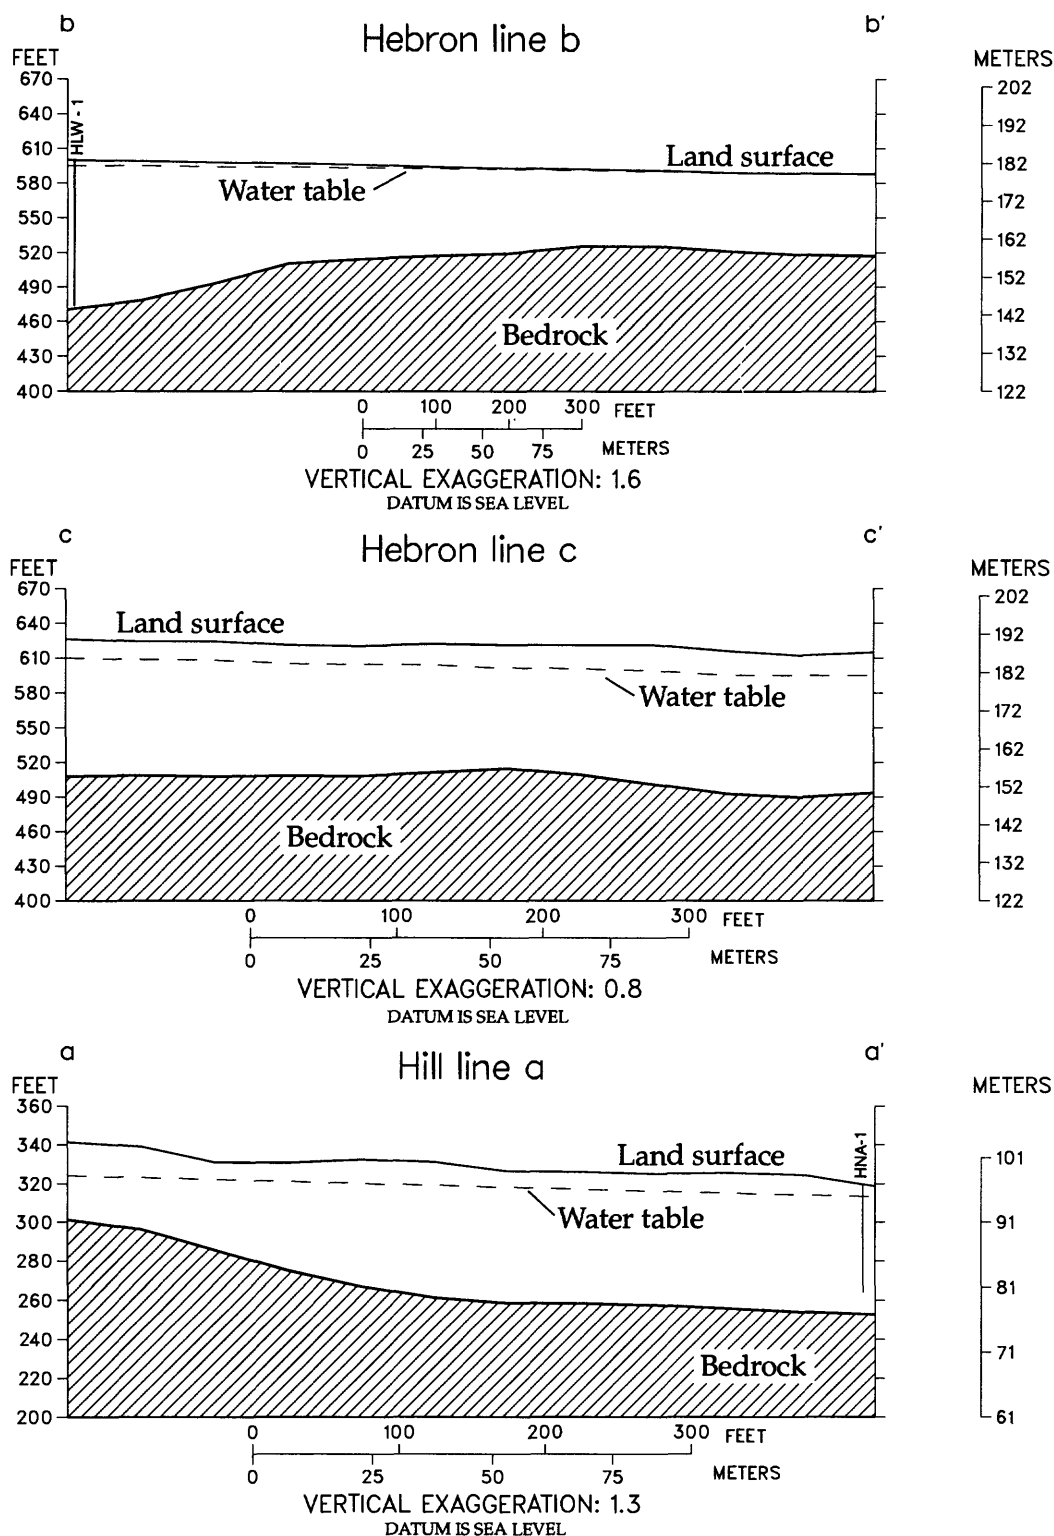 b b'
Hebron line b
FEET METERS
670
640
610
580
550
520
490
460
430
400
HLW - 1
Land surface
Water table
Bedrock
202
192
182
172
162
152
142
132
122
0 100 200 300 FEET
0 25 50 75 METERS
VERTICAL EXAGGERATION: 1.6
DATUM IS SEA LEVEL
c c'
Hebron line c
FEET METERS
670
640
610
580
550
520
490
460
430
400
Land surface
Water table
Bedrock
202
192
182
172
162
152
142
132
122
0 100 200 300 FEET
0 25 50 75 METERS
VERTICAL EXAGGERATION: 0.8
DATUM IS SEA LEVEL
a a'
Hill line a
FEET METERS
360
340
320
300
280
260
240
220
200
Land surface
HNA-1
Water table
Bedrock
101
91
81
71
61
0 100 200 300 FEET
0 25 50 75 METERS
VERTICAL EXAGGERATION: 1.3
DATUM IS SEA LEVEL